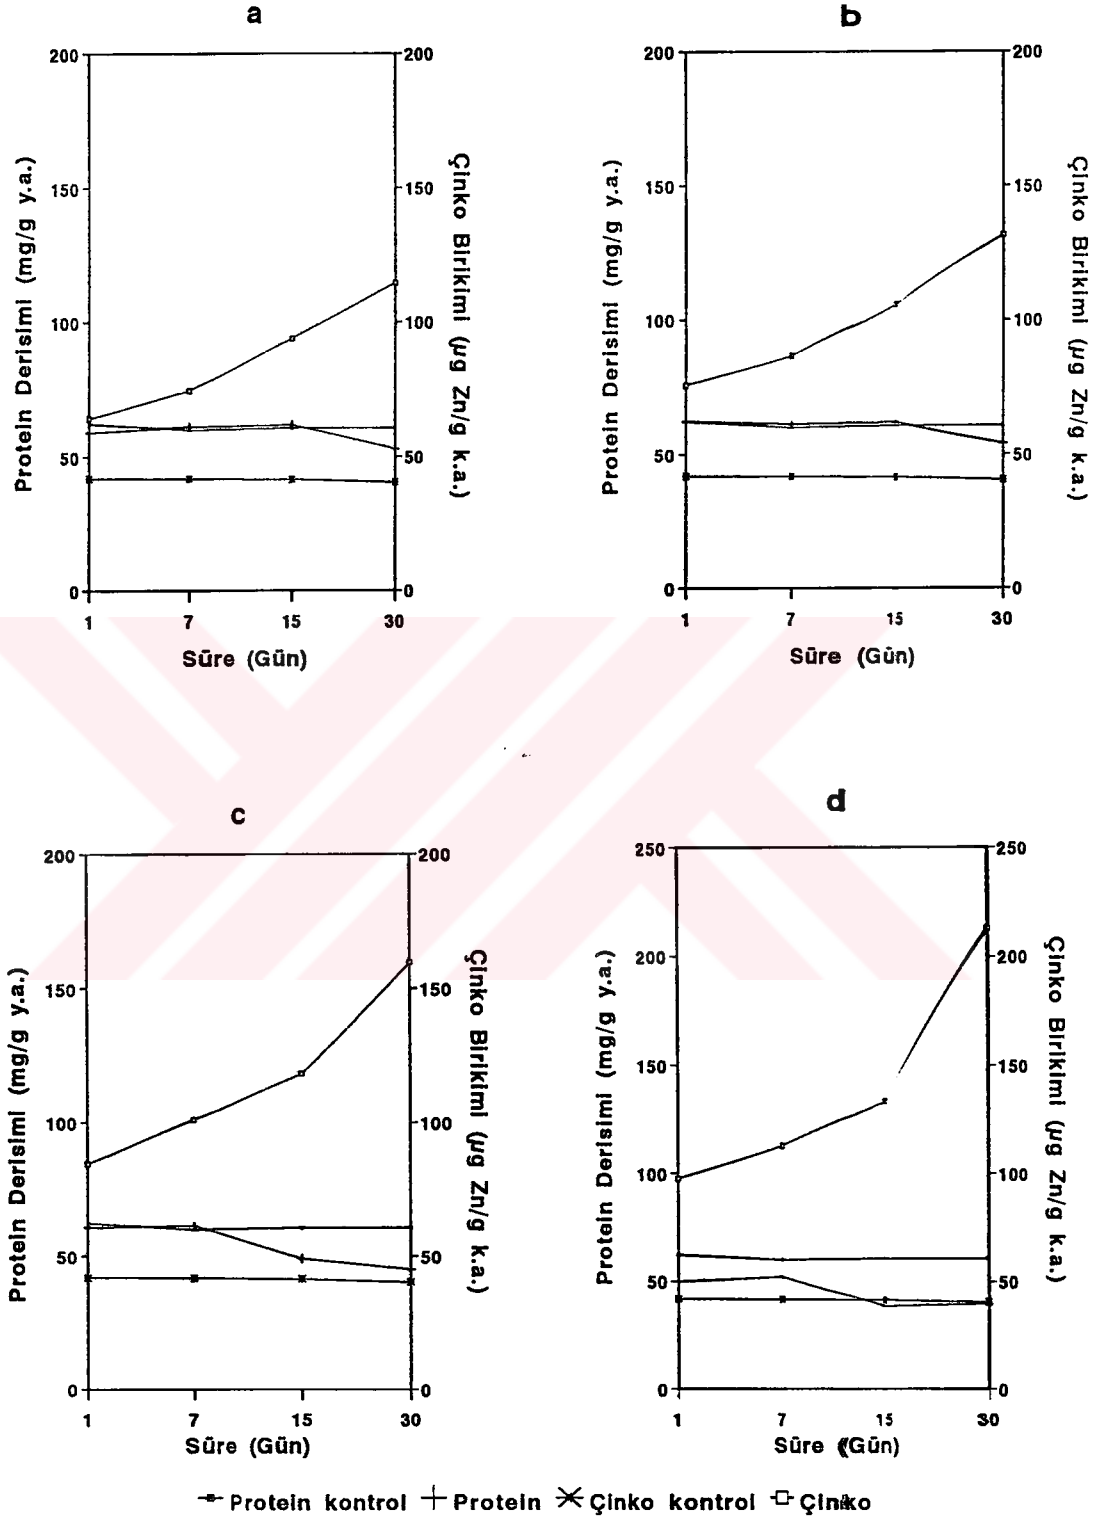 a
b
200
150
100
50
0
200
150
100
50
0
Protein Derisimi (mg/g y.a.)
Çinko Birikimi (µg Zn/g k.a.)
1 7 15 30
Süre (Gün)
200
150
100
50
0
200
150
100
50
0
Protein Derisimi (mg/g y.a.)
Çinko Birikimi (µg Zn/g k.a.)
1 7 15 30
Süre (Gün)
c
d
200
150
100
50
0
200
150
100
50
0
Protein Derisimi (mg/g y.a.)
Çinko Birikimi (µg Zn/g k.a.)
1 7 15 30
Süre (Gün)
250
200
150
100
50
0
250
200
150
100
50
0
Protein Derisimi (mg/g y.a.)
Çinko Birikimi (µg Zn/g k.a.)
1 7 15 30
Süre (Gün)
Protein kontrol Protein Çinko kontrol Çinko